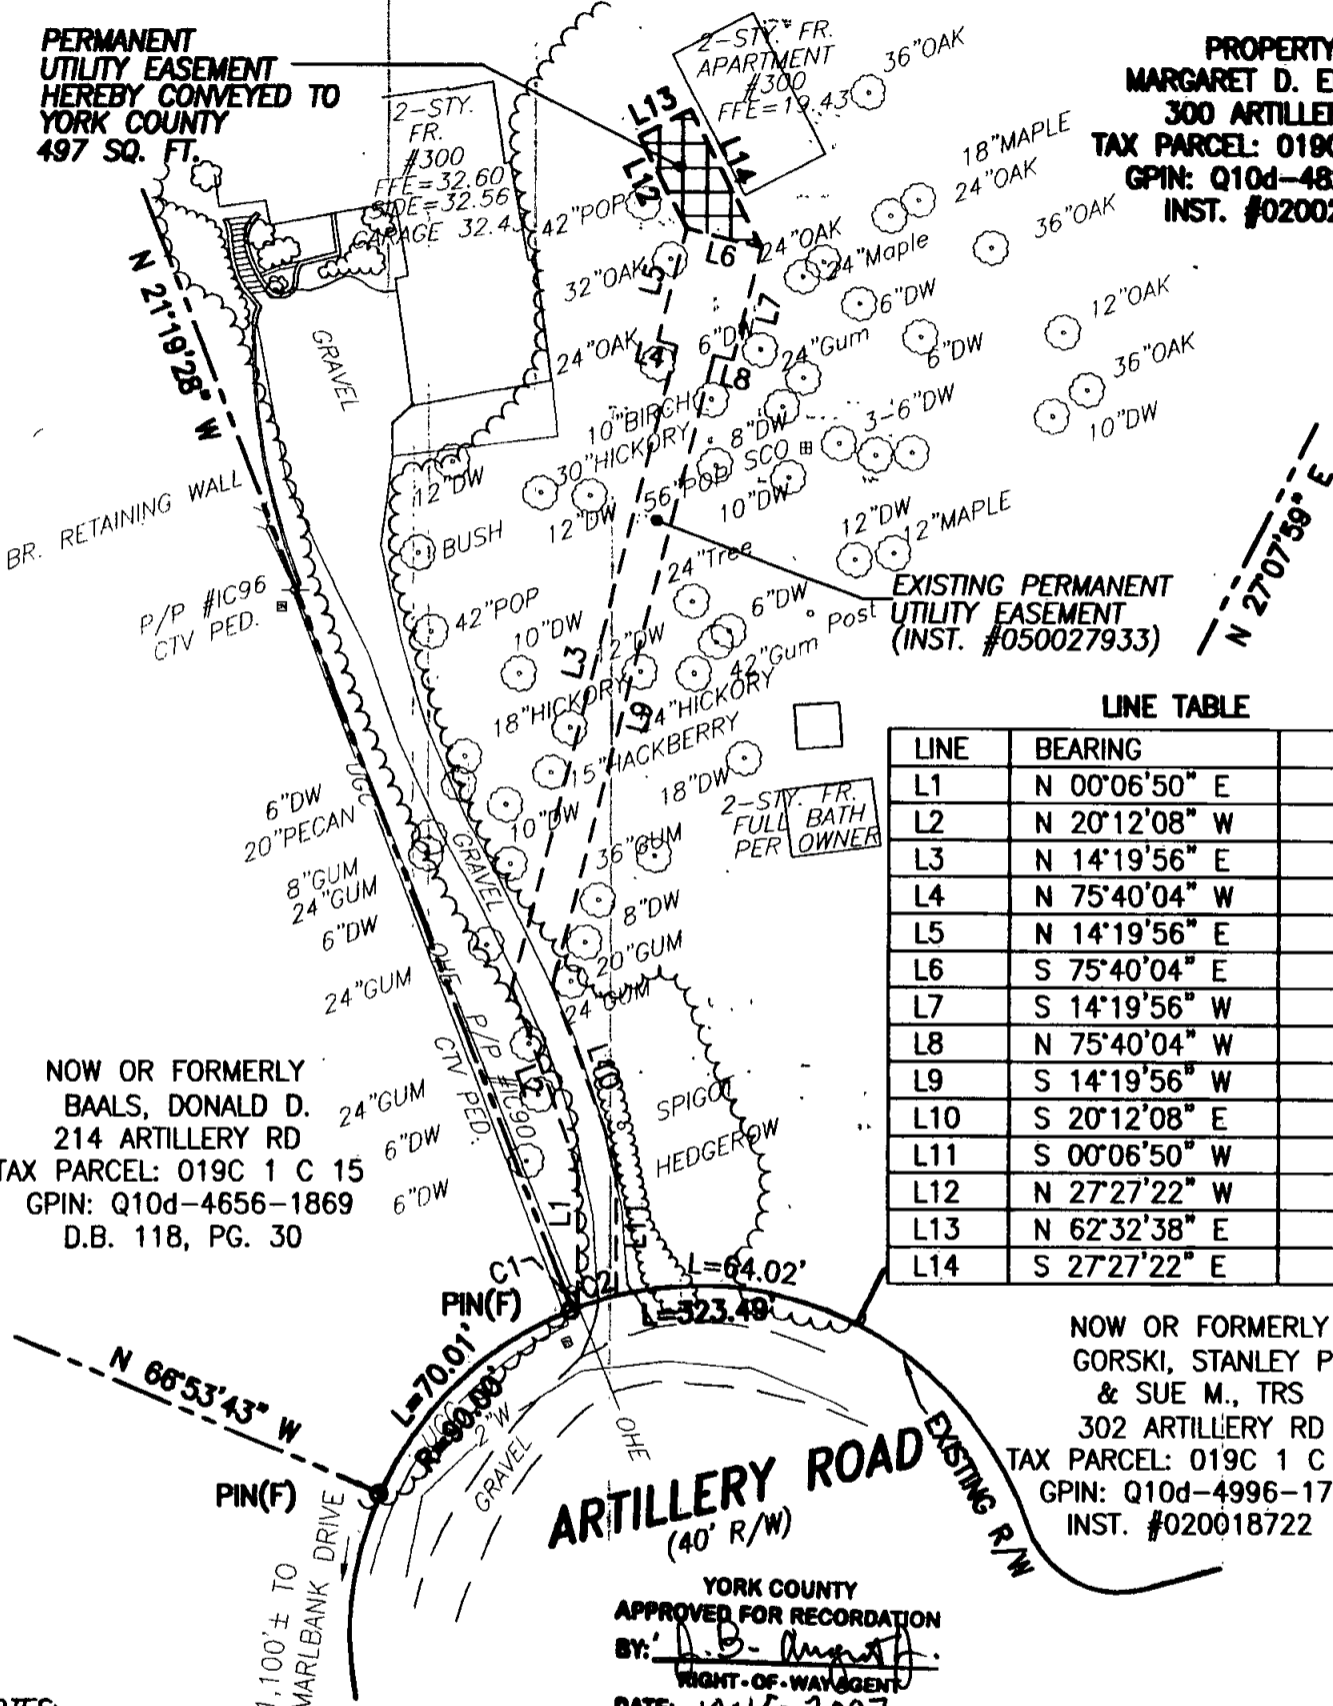 PERMANENT
UTILITY EASEMENT
HEREBY CONVEYED TO
YORK COUNTY
497 SQ. FT.
2-STY. FR.
APARTMENT
#300
FFE=19.43
36"OAK
PROPERTY
MARGARET D.
300
TAX PARCEL:
GPIN:
INST.
2-STY.
FR.
#300
FFE=32.60
SIDE=32.56
GARAGE 32.4
L13
L14
L12
18"MAPLE
24"OAK
36"OAK
42"POP
L6
24"OAK
24"Maple
32"OAK
L5
L7
6"DW
12"OAK
N 21°19'28" W
GRAVEL
24"OAK
L4
6"DW
24"Gum
6"DW
L8
36"OAK
10"BIRCH
3-6"DW
10"DW
30"HICKORY
8"DW
SCO
12"DW
56"POP
10"DW
12"DW
BR. RETAINING WALL
BUSH
12"DW
12"MAPLE
24"Tree
EXISTING PERMANENT
UTILITY EASEMENT
(INST. #050027933)
N 27°07'59" E
P/P #IC96
CTV PED.
42"POP
10"DW
6"DW
Post
2"DW
42"Gum
L3
18"HICKORY
L9
4"HICKORY
15"HACKBERRY
18"DW
2-STY. FR.
FULL BATH
PER OWNER
UGC
6"DW
20"PECAN
10"DW
GRAVEL
36"GUM
8"GUM
24"GUM
8"DW
6"DW
20"GUM
OHE
24"GUM
24"GUM
LINE TABLE
LINE BEARING
L1 N 00°06'50" E
L2 N 20°12'08" W
L3 N 14°19'56" E
L4 N 75°40'04" W
L5 N 14°19'56" E
L6 S 75°40'04" E
L7 S 14°19'56" W
L8 N 75°40'04" W
L9 S 14°19'56" W
L10 S 20°12'08" E
L11 S 00°06'50" W
L12 N 27°27'22" W
L13 N 62°32'38" E
L14 S 27°27'22" E
P/P #IC90
CTV PED.
L2
L10
SPIGOT
HEDGEROW
NOW OR FORMERLY
BAALS, DONALD D.
214 ARTILLERY RD
TAX PARCEL: 019C 1 C 15
GPIN: Q10d-4656-1869
D.B. 118, PG. 30
24"GUM
6"DW
6"DW
L1
L11
C1
C2
L=64.02'
L=323.49'
PIN(F)
L=70.01'
R=90.00'
N 66°53'43" W
PIN(F)
UGC
2"W
GRAVEL
OHE
ARTILLERY ROAD
(40' R/W)
EXISTING R/W
NOW OR FORMERLY
GORSKI, STANLEY P
& SUE M., TRS
302 ARTILLERY RD
TAX PARCEL: 019C 1 C
GPIN: Q10d-4996-17
INST. #020018722
1,100'± TO
MARLBANK DRIVE
YORK COUNTY
APPROVED FOR RECORDATION
BY:
RIGHT-OF-WAY AGENT